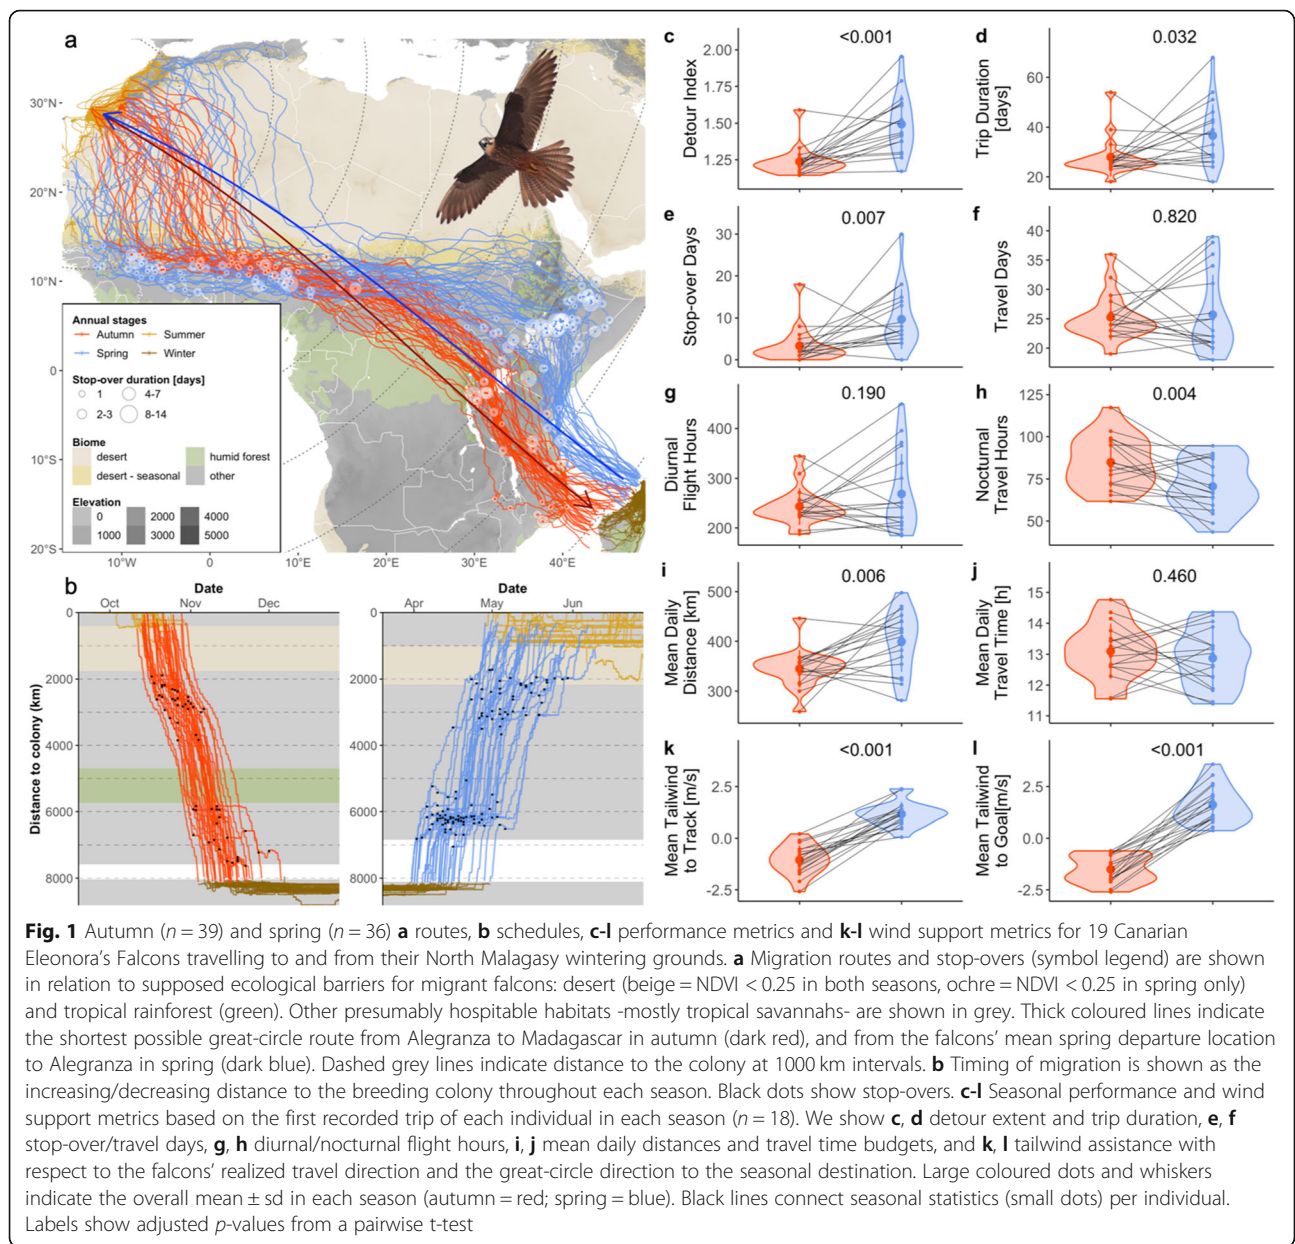 a
30°N
20°N
10°N
0
10°S
20°S
10°W
0
10°E
20°E
30°E
40°E
Annual stages
Autumn Summer
Spring Winter
Stop-over duration [days]
1 4-7
2-3 8-14
Biome
desert humid forest
desert - seasonal other
Elevation
0 2000 4000
1000 3000 5000
b
Date
Oct Nov Dec
Date
Apr May Jun
Distance to colony (km)
0
2000
4000
6000
8000
0
2000
4000
6000
8000
c
<0.001
Detour Index
2.00
1.50
1.25
d
0.032
Trip Duration
[days]
60
40
20
e
0.007
Stop-over Days
30
20
10
0
f
0.820
Travel Days
40
35
30
25
20
g
0.190
Diurnal
Flight Hours
400
300
200
h
0.004
Nocturnal
Travel Hours
125
100
75
50
i
0.006
Mean Daily
Distance [km]
500
400
300
j
0.460
Mean Daily
Travel Time [h]
15
14
13
12
11
k
<0.001
Mean Tailwind
to Track [m/s]
2.5
0.0
-2.5
l
<0.001
Mean Tailwind
to Goal[m/s]
2.5
0.0
-2.5
Fig. 1 Autumn (n = 39) and spring (n = 36) a routes, b schedules, c-l performance metrics and k-l wind support metrics for 19 Canarian
Eleonora's Falcons travelling to and from their North Malagasy wintering grounds. a Migration routes and stop-overs (symbol legend) are shown
in relation to supposed ecological barriers for migrant falcons: desert (beige = NDVI < 0.25 in both seasons, ochre = NDVI < 0.25 in spring only)
and tropical rainforest (green). Other presumably hospitable habitats -mostly tropical savannahs- are shown in grey. Thick coloured lines indicate
the shortest possible great-circle route from Alegranza to Madagascar in autumn (dark red), and from the falcons' mean spring departure location
to Alegranza in spring (dark blue). Dashed grey lines indicate distance to the colony at 1000 km intervals. b Timing of migration is shown as the
increasing/decreasing distance to the breeding colony throughout each season. Black dots show stop-overs. c-l Seasonal performance and wind
support metrics based on the first recorded trip of each individual in each season (n = 18). We show c, d detour extent and trip duration, e, f
stop-over/travel days, g, h diurnal/nocturnal flight hours, i, j mean daily distances and travel time budgets, and k, l tailwind assistance with
respect to the falcons' realized travel direction and the great-circle direction to the seasonal destination. Large coloured dots and whiskers
indicate the overall mean ± sd in each season (autumn = red; spring = blue). Black lines connect seasonal statistics (small dots) per individual.
Labels show adjusted p-values from a pairwise t-test